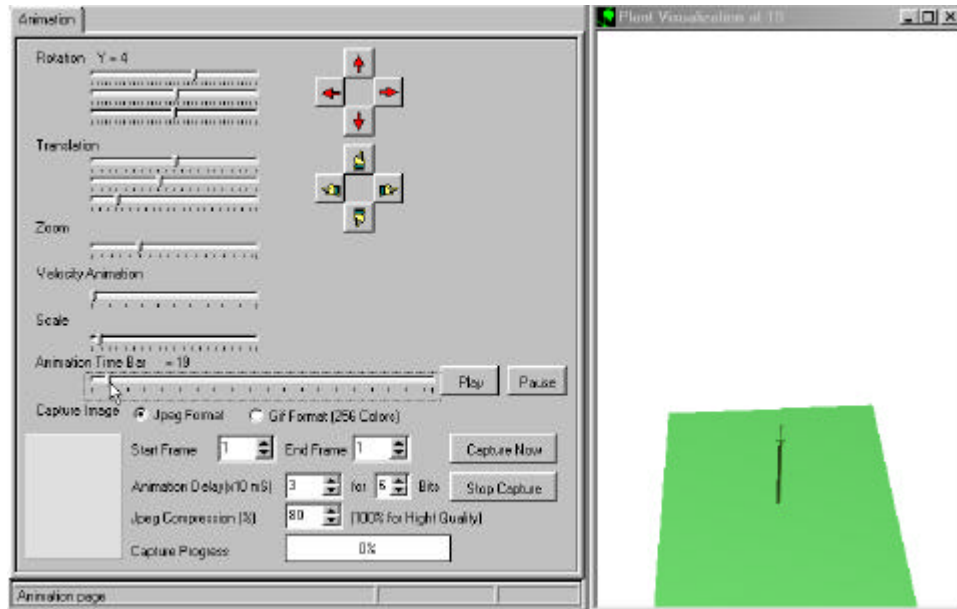 Animation
Plant Visualization at 19
Rotation Y = 4
Translation
Zoom
Velocity Animation
Scale
Animation Time Bar = 19
Play
Pause
Capture Image
Jpeg Format
Gif Format (256 Colors)
Start Frame 1
End Frame 1
Capture Now
Animation Delay(x10 mS) 3 for 6 Bits
Stop Capture
Jpeg Compression (%) 80 (100% for Hight Quality)
Capture Progress 0%
Animation page